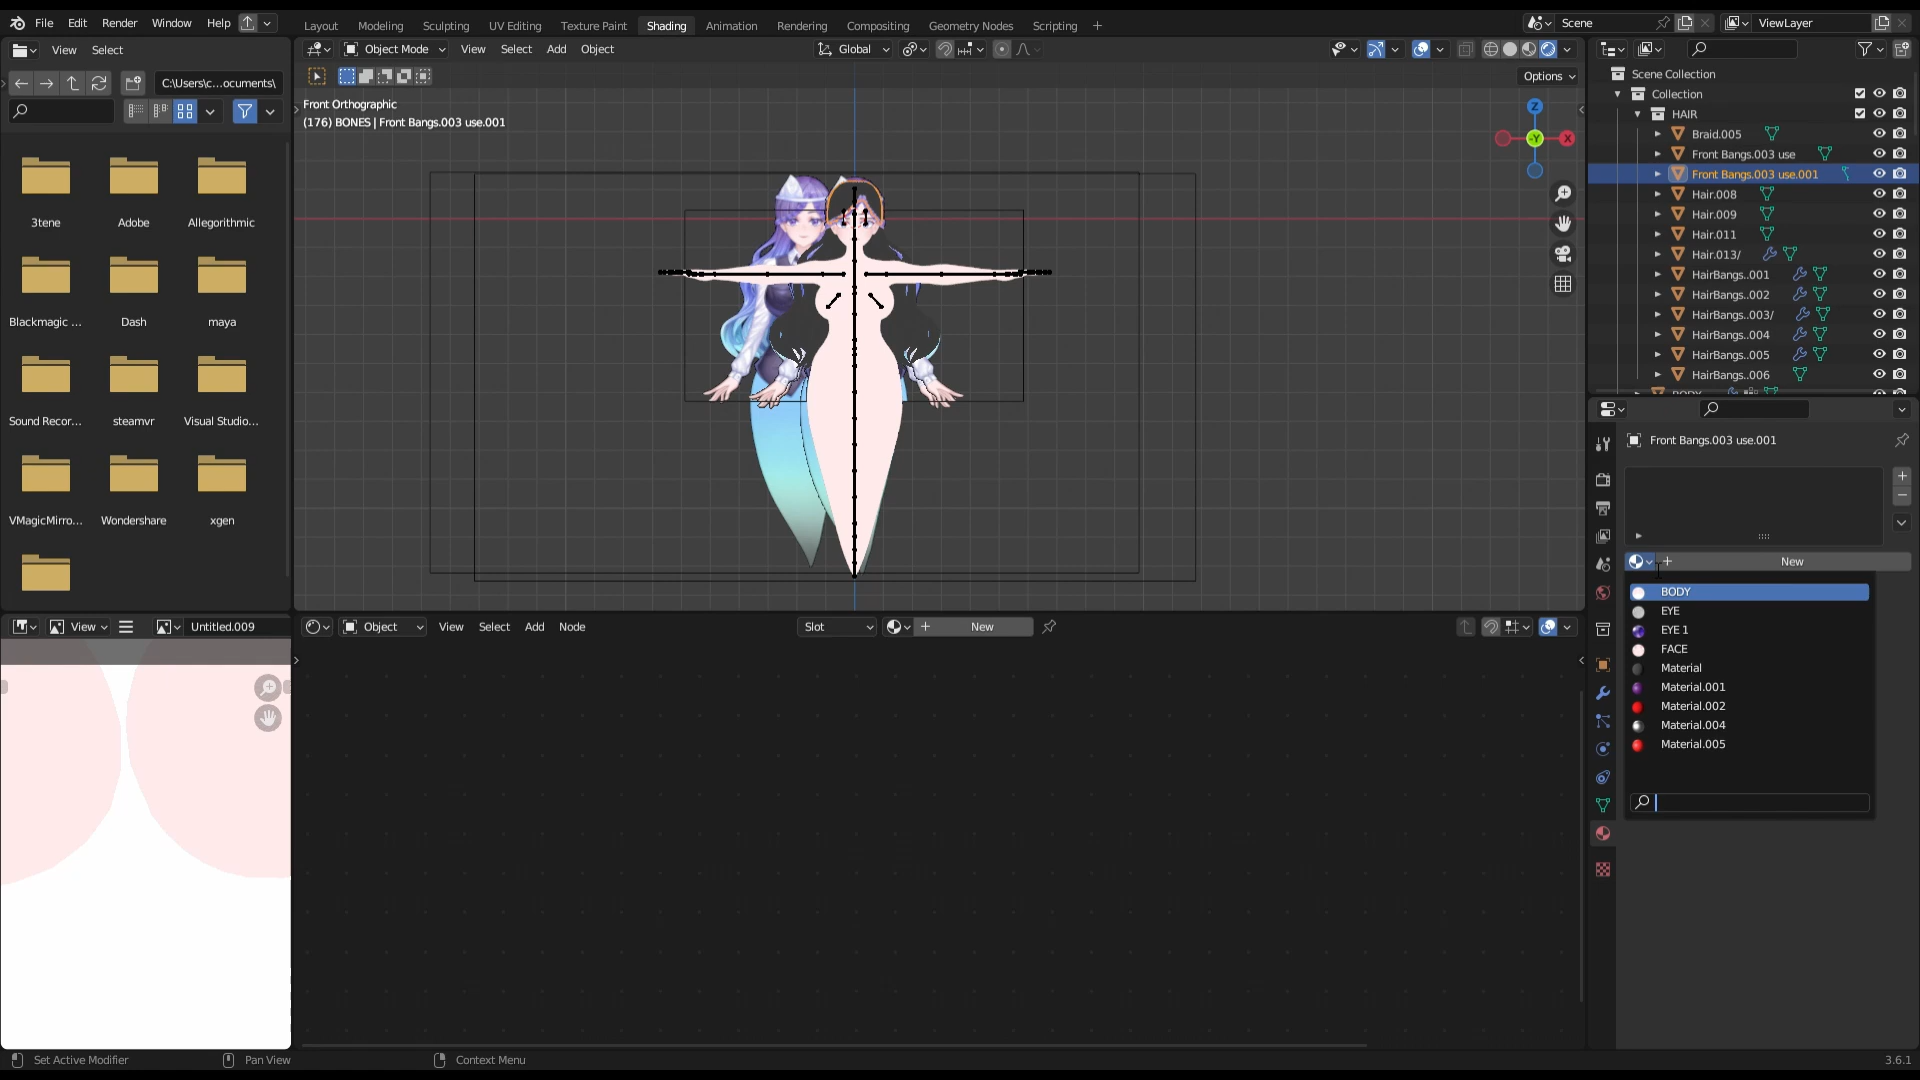 File Edit Render Window Help
Layout Modeling Sculpting UV Editing Texture Paint Shading Animation Rendering Compositing Geometry Nodes Scripting +
Scene
ViewLayer
View Select
Object Mode View Select Add Object
Global
C:\Users\c...ocuments\
Options
Front Orthographic
(176) BONES | Front Bangs.003 use.001
Z
-Y
X
3tene
Adobe
Allegorithmic
Blackmagic ...
Dash
maya
Sound Recor...
steamvr
Visual Studio...
VMagicMirro...
Wondershare
xgen
Scene Collection
Collection
HAIR
Braid.005
Front Bangs.003 use
Front Bangs.003 use.001
Hair.008
Hair.009
Hair.011
Hair.013/
HairBangs..001
HairBangs..002
HairBangs..003/
HairBangs..004
HairBangs..005
HairBangs..006
Front Bangs.003 use.001
New
BODY
EYE
EYE 1
FACE
Material
Material.001
Material.002
Material.004
Material.005
View
Untitled.009
Object View Select Add Node
Slot
New
Set Active Modifier
Pan View
Context Menu
3.6.1